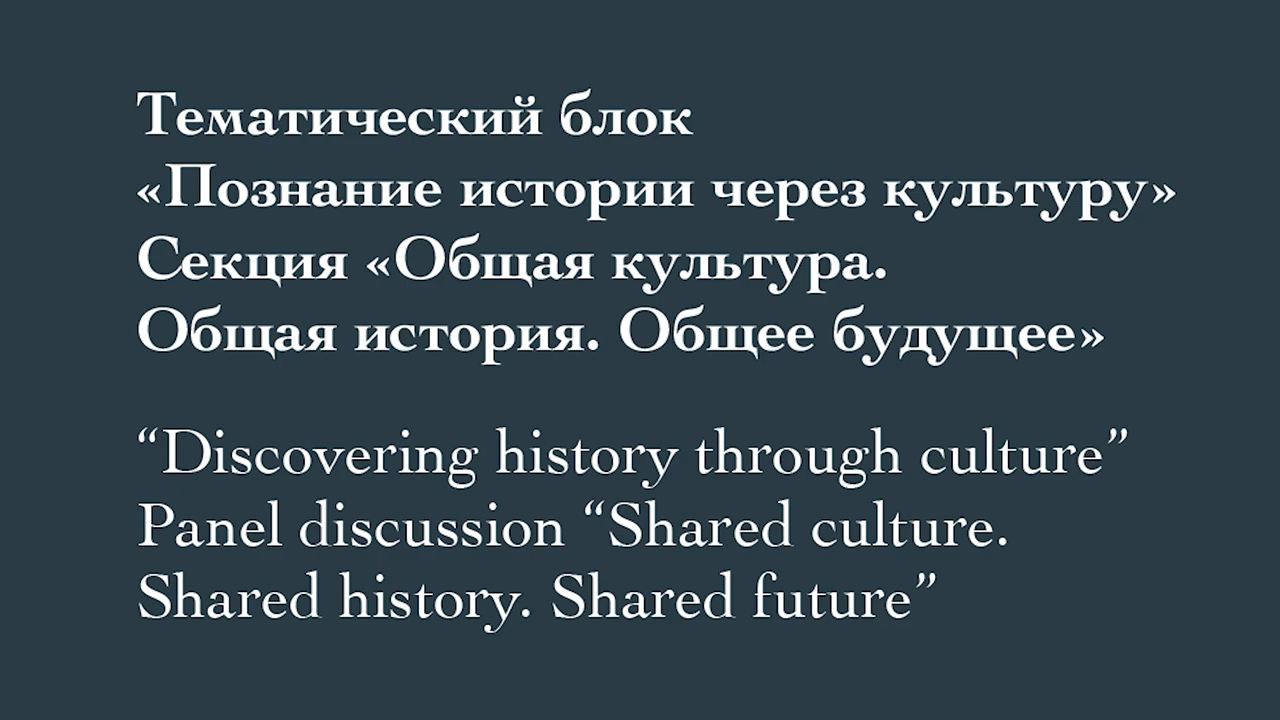 Тематический блок
«Познание истории через культуру»
Секция «Общая культура.
Общая история. Общее будущее»
“Discovering history through culture”
Panel discussion “Shared culture.
Shared history. Shared future”